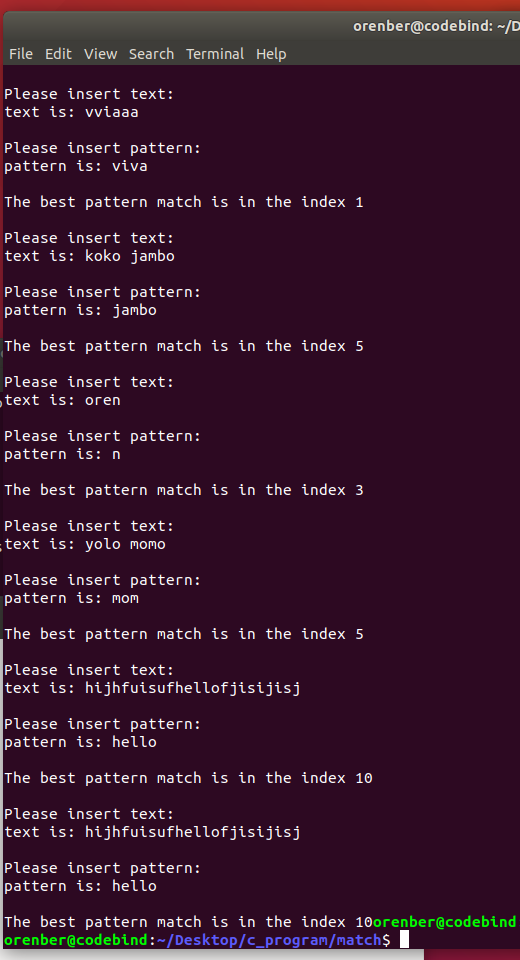 orenber@codebind: ~/D
File Edit View Search Terminal Help
Please insert text:
text is: vviaaa
Please insert pattern:
pattern is: viva
The best pattern match is in the index 1
Please insert text:
text is: koko jambo
Please insert pattern:
pattern is: jambo
The best pattern match is in the index 5
Please insert text:
text is: oren
Please insert pattern:
pattern is: n
The best pattern match is in the index 3
Please insert text:
text is: yolo momo
Please insert pattern:
pattern is: mom
The best pattern match is in the index 5
Please insert text:
text is: hijhfuisufhellofjisijisj
Please insert pattern:
pattern is: hello
The best pattern match is in the index 10
Please insert text:
text is: hijhfuisufhellofjisijisj
Please insert pattern:
pattern is: hello
The best pattern match is in the index 10orenber@codebind
orenber@codebind:~/Desktop/c_program/match$